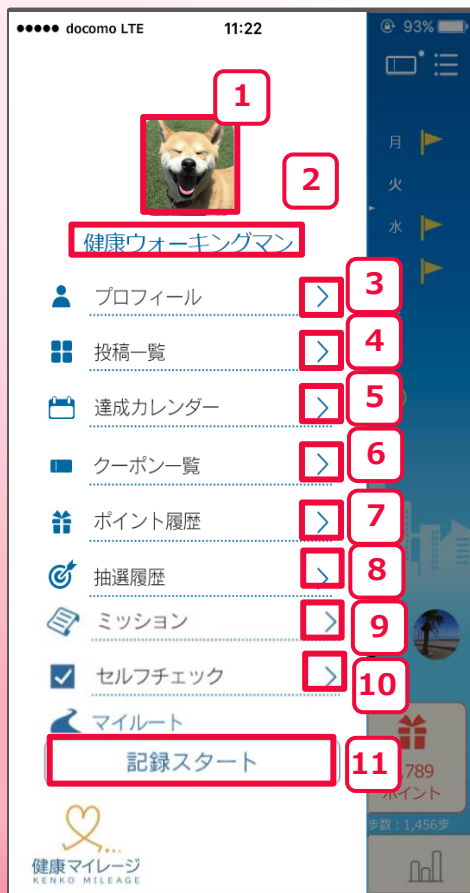 ●●●●● docomo LTE 11:22 93%
1
2
健康ウォーキングマン
月
火
水
プロフィール 3
投稿一覧 4
達成カレンダー 5
クーポン一覧 6
ポイント履歴 7
抽選履歴 8
ミッション 9
セルフチェック 10
マイルート
記録スタート 11
,789
ポイント
歩数：1,456歩
健康マイレージ
KENKO MILEAGE